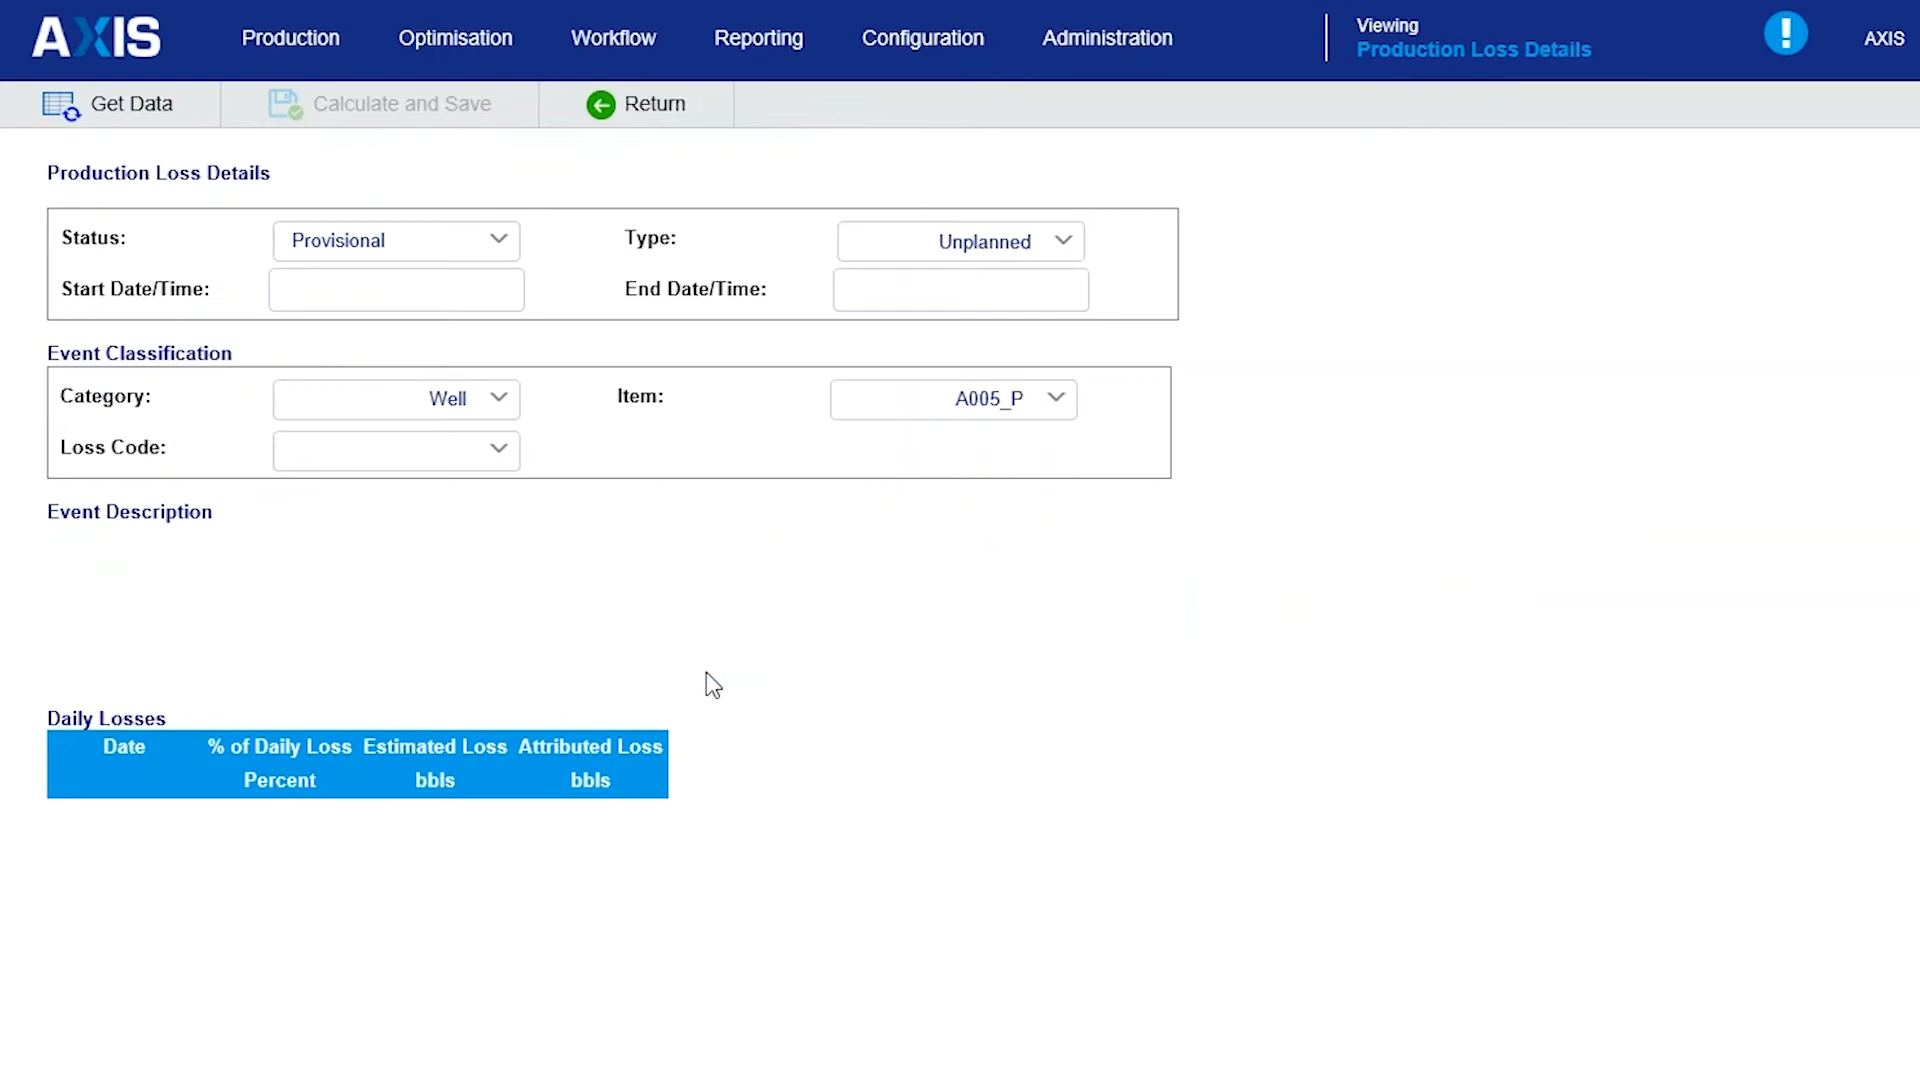 AXIS Production Optimisation Workflow Reporting Configuration Administration Viewing AXIS
Production Loss Details
Get Data Calculate and Save Return
Production Loss Details
Status: Provisional Type: Unplanned
Start Date/Time: End Date/Time:
Event Classification
Category: Well Item: A005_P
Loss Code:
Event Description
Daily Losses
Date % of Daily Loss Estimated Loss Attributed Loss
Percent bbls bbls